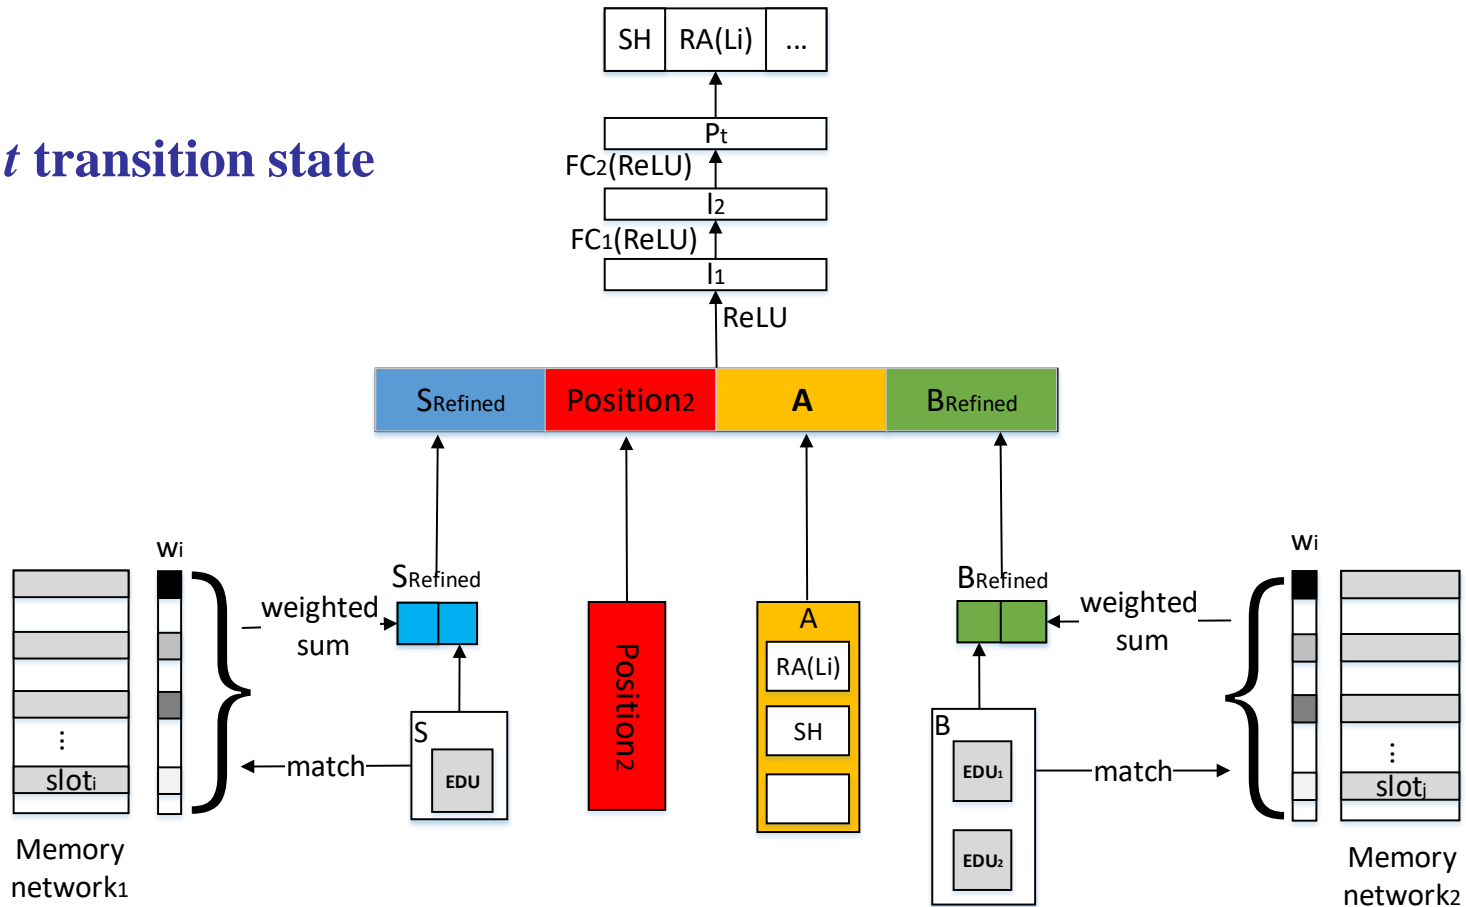 SH RA(Li) ...
Pt
t transition state
FC2(ReLU)
l2
FC1(ReLU)
l1
ReLU
SRefined Position2 A BRefined
wi
wi
SRefined
BRefined
weighted
sum
weighted
sum
A
RA(Li)
SH
Position2
S
EDU
B
EDU1
EDU2
match
match
...
sloti
...
slotj
Memory
network1
Memory
network2